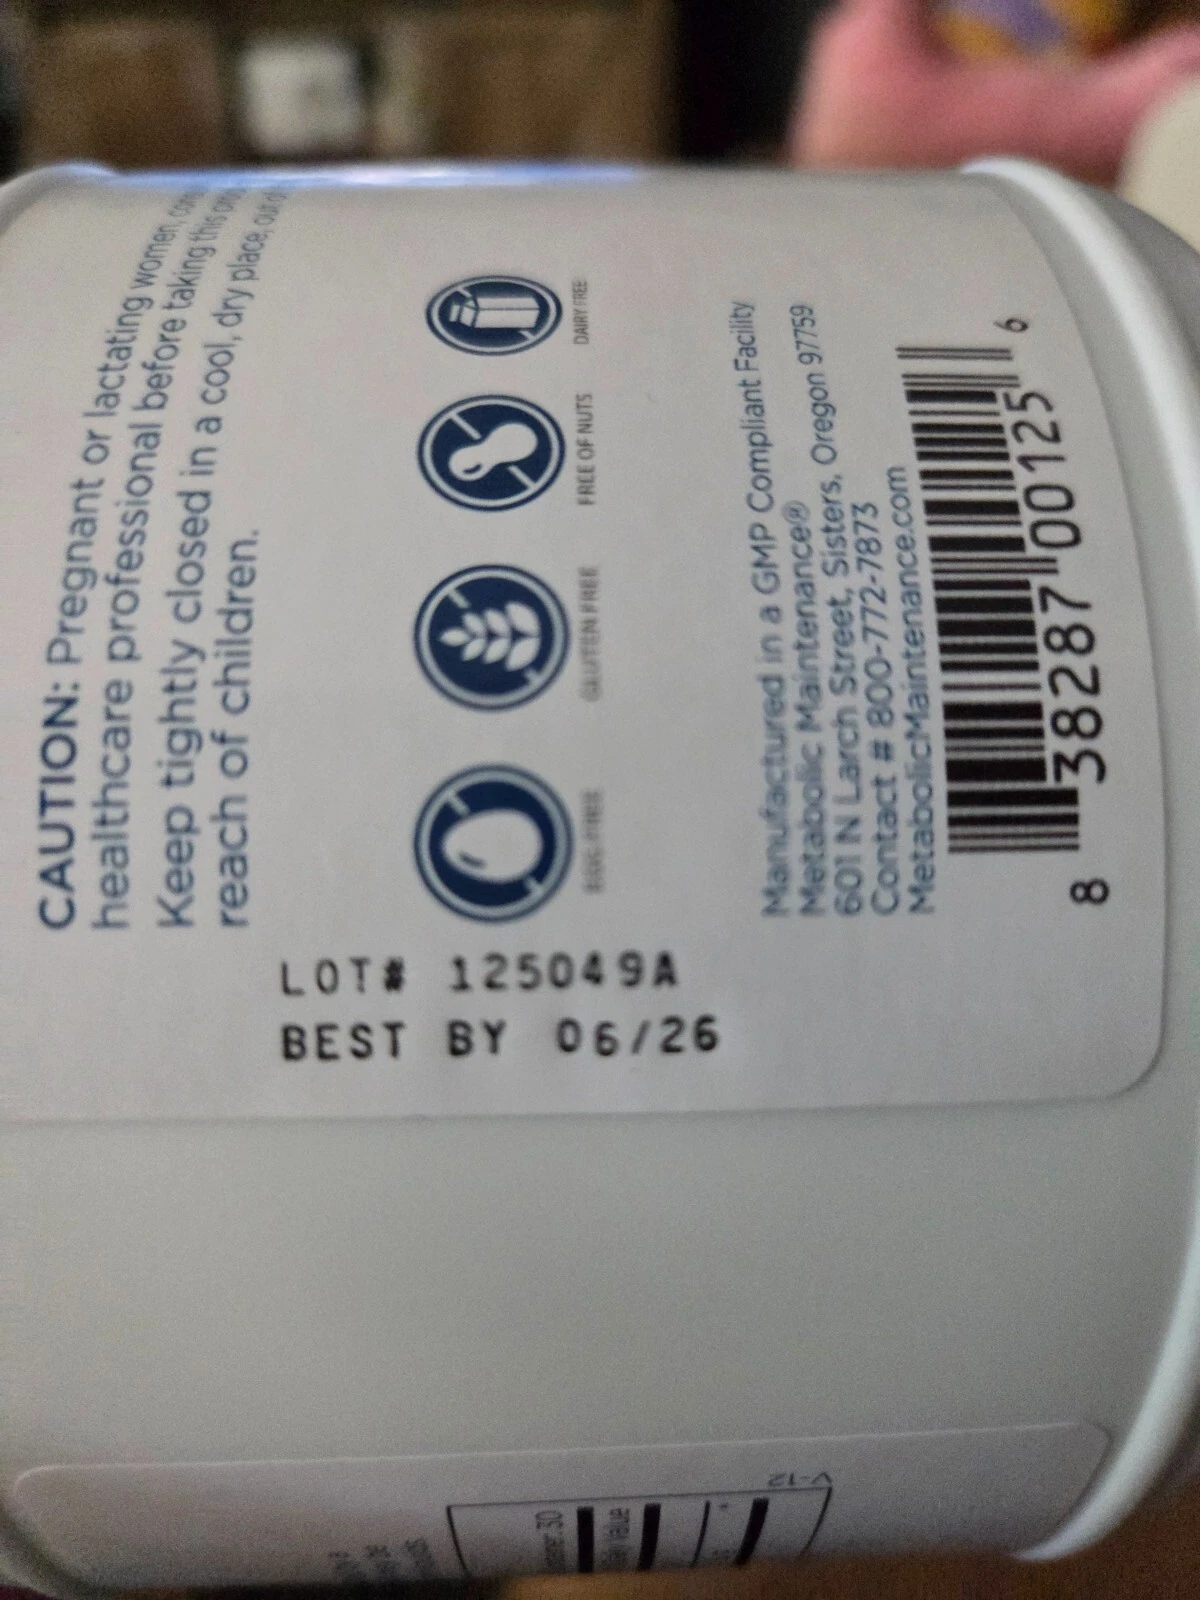 CAUTION: Pregnant or lactating women,
healthcare professional before taking this
Keep tightly closed in a cool, dry place,
reach of children.
EGG FREE
GLUTEN FREE
FREE OF NUTS
DAIRY FREE
LOT# 125049A
BEST BY 06/26
Manufactured in a GMP Compliant Facility
Metabolic Maintenance®
601 N Larch Street, Sisters, Oregon 97759
Contact # 800-772-7873
MetabolicMaintenance.com
8 38287 00125 6
V-12
30
Value